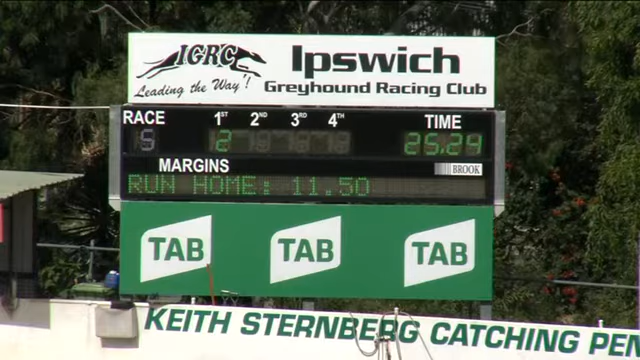 IGRC
Leading the Way'!
Ipswich
Greyhound Racing Club
RACE 1ST 2ND 3RD 4TH TIME
5 2 25.29
MARGINS BROOK
RUN HOME: 11.50
TAB TAB TAB
KEITH STERNBERG CATCHING PEN